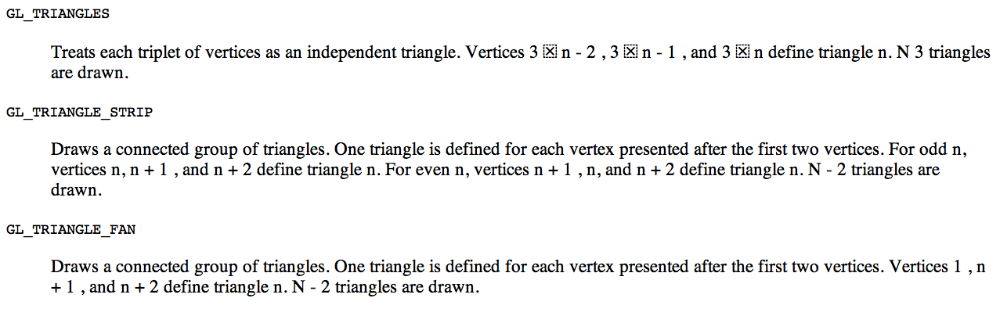 GL_TRIANGLES
Treats each triplet of vertices as an independent triangle. Vertices 3 ☒ n - 2 , 3 ☒ n - 1 , and 3 ☒ n define triangle n. N 3 triangles
are drawn.
GL_TRIANGLE_STRIP
Draws a connected group of triangles. One triangle is defined for each vertex presented after the first two vertices. For odd n,
vertices n, n + 1 , and n + 2 define triangle n. For even n, vertices n + 1 , n, and n + 2 define triangle n. N - 2 triangles are
drawn.
GL_TRIANGLE_FAN
Draws a connected group of triangles. One triangle is defined for each vertex presented after the first two vertices. Vertices 1 , n
+ 1 , and n + 2 define triangle n. N - 2 triangles are drawn.